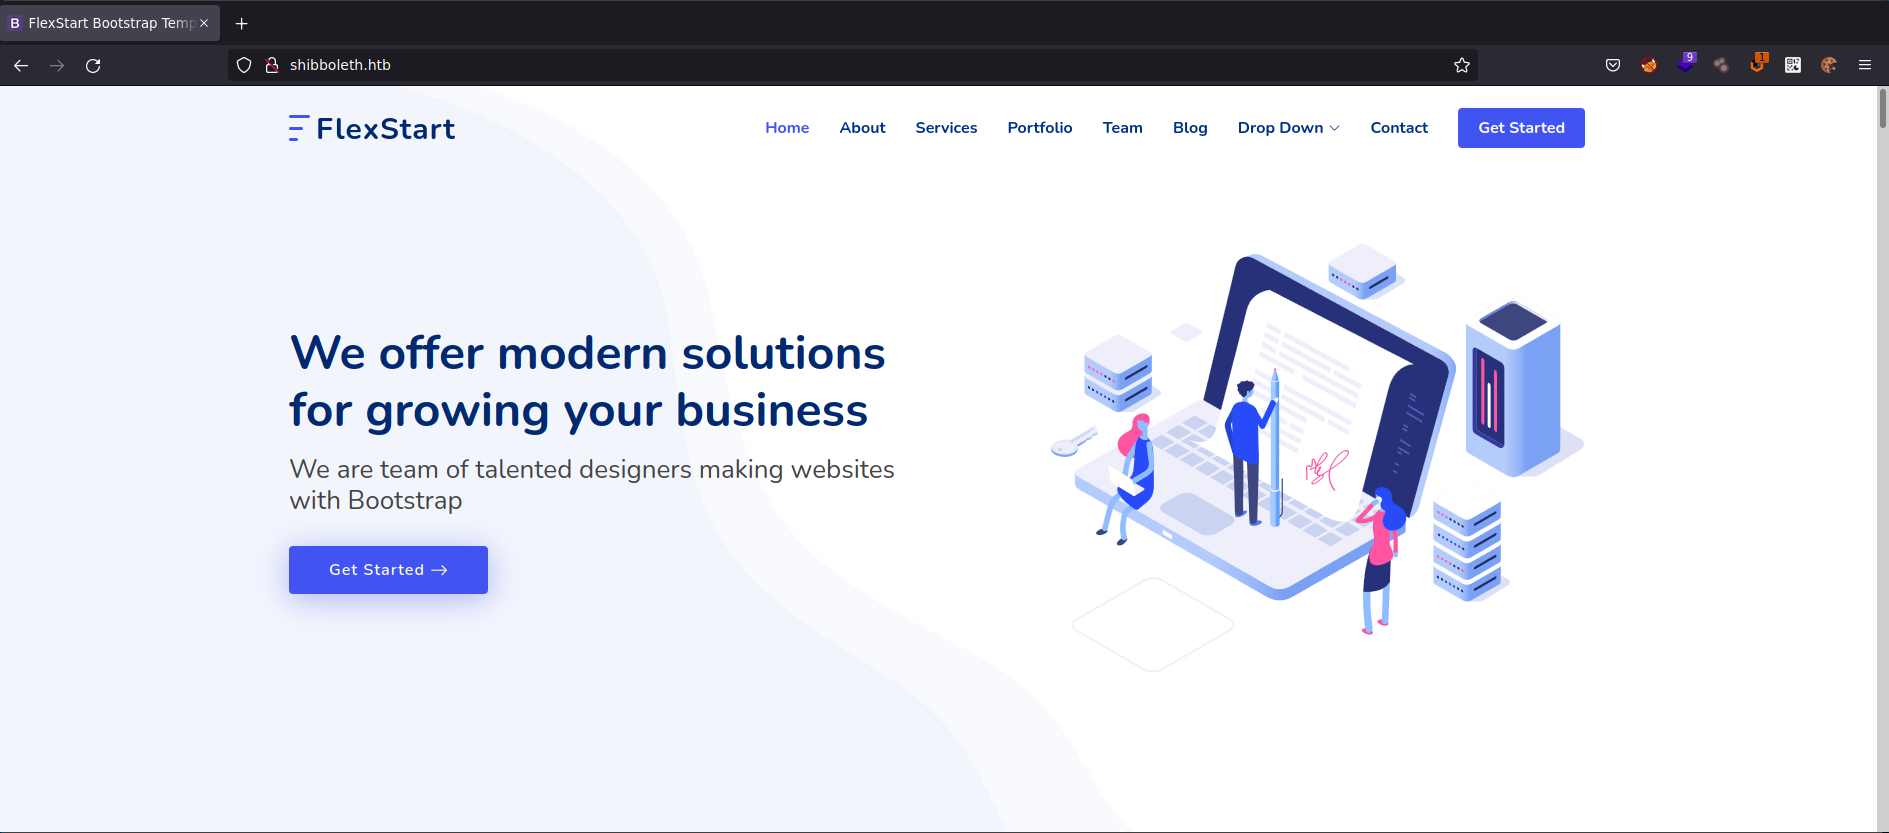 B FlexStart Bootstrap Temp
shibboleth.htb
9
1
FlexStart
Home About Services Portfolio Team Blog Drop Down Contact Get Started
We offer modern solutions
for growing your business
We are team of talented designers making websites
with Bootstrap
Get Started →